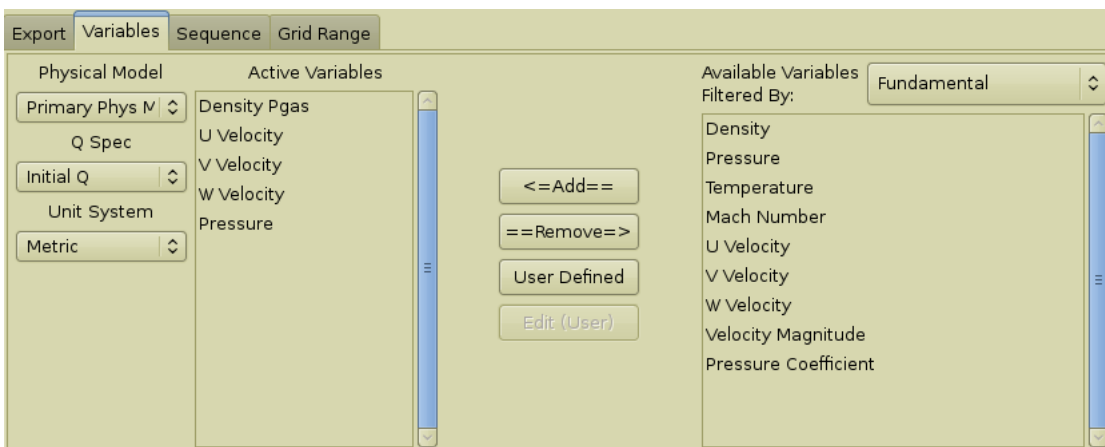 Export Variables Sequence Grid Range
Physical Model
Primary Phys M
Q Spec
Initial Q
Unit System
Metric
Active Variables
Density Pgas
U Velocity
V Velocity
W Velocity
Pressure
<=Add==
==Remove=>
User Defined
Edit (User)
Available Variables
Filtered By:
Fundamental
Density
Pressure
Temperature
Mach Number
U Velocity
V Velocity
W Velocity
Velocity Magnitude
Pressure Coefficient